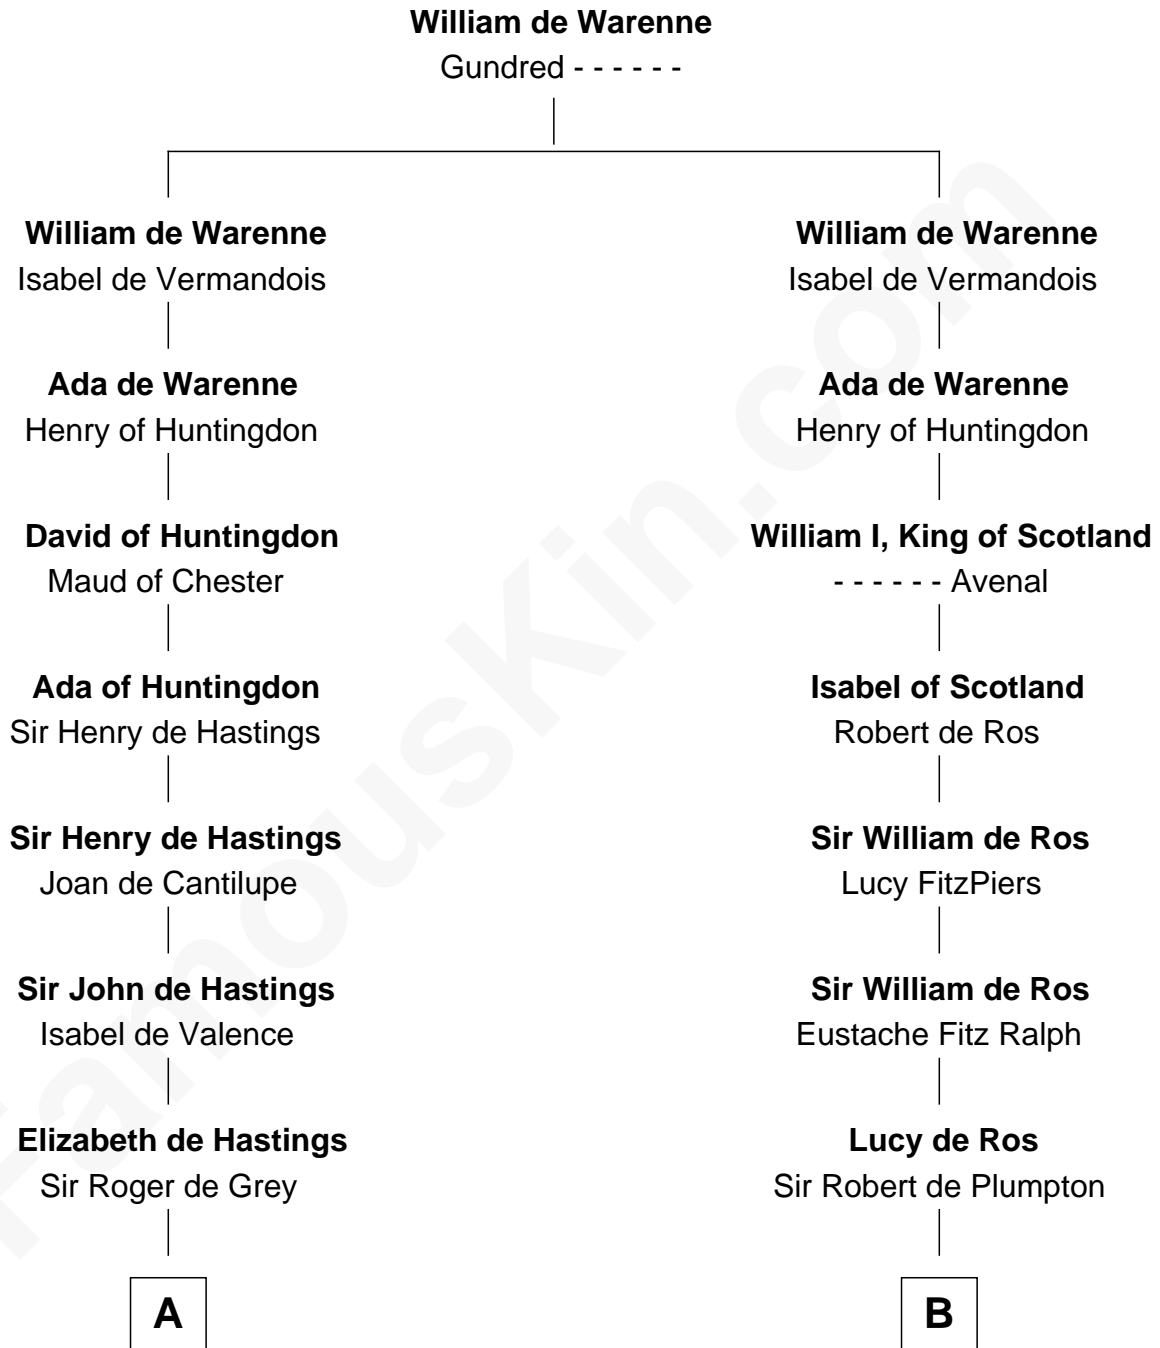 William de Warenne
Gundred - - - - - -
William de Warenne
Isabel de Vermandois
William de Warenne
Isabel de Vermandois
Ada de Warenne
Henry of Huntingdon
Ada de Warenne
Henry of Huntingdon
David of Huntingdon
Maud of Chester
William I, King of Scotland
- - - - - - Avenal
Ada of Huntingdon
Sir Henry de Hastings
Isabel of Scotland
Robert de Ros
Sir Henry de Hastings
Joan de Cantilupe
Sir William de Ros
Lucy FitzPiers
Sir John de Hastings
Isabel de Valence
Sir William de Ros
Eustache Fitz Ralph
Elizabeth de Hastings
Sir Roger de Grey
Lucy de Ros
Sir Robert de Plumpton
A
B
FamousKin.com